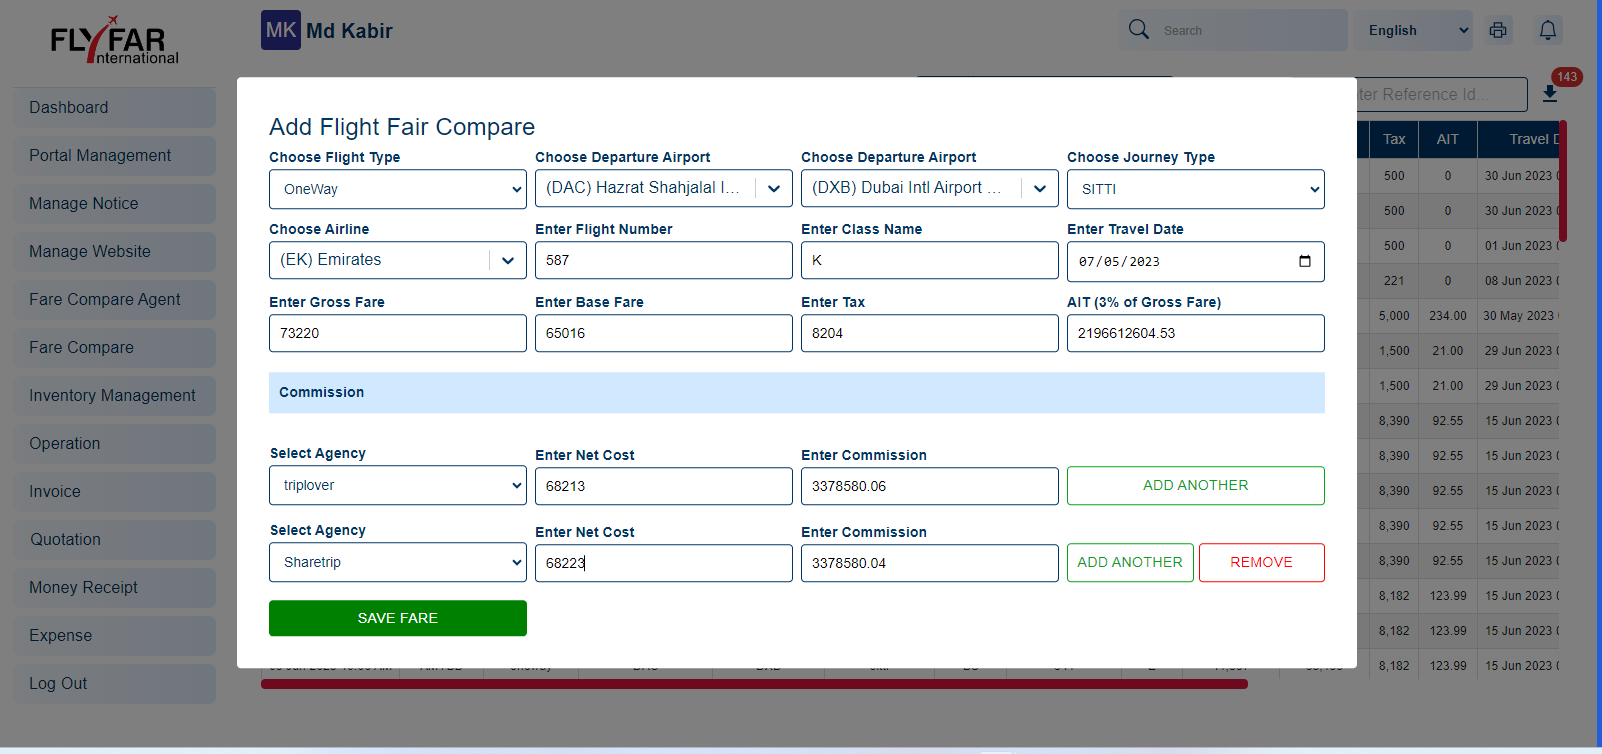 FLYFAR
International
MK Md Kabir
Search
English
143
Dashboard
Portal Management
Manage Notice
Manage Website
Fare Compare Agent
Fare Compare
Inventory Management
Operation
Invoice
Quotation
Money Receipt
Expense
Log Out
Add Flight Fair Compare
Choose Flight Type
OneWay
Choose Departure Airport
(DAC) Hazrat Shahjalal I...
Choose Departure Airport
(DXB) Dubai Intl Airport ...
Choose Journey Type
SITTI
Choose Airline
(EK) Emirates
Enter Flight Number
587
Enter Class Name
K
Enter Travel Date
07/05/2023
Enter Gross Fare
73220
Enter Base Fare
65016
Enter Tax
8204
AIT (3% of Gross Fare)
2196612604.53
Commission
Select Agency
triplover
Enter Net Cost
68213
Enter Commission
3378580.06
ADD ANOTHER
Select Agency
Sharetrip
Enter Net Cost
68223
Enter Commission
3378580.04
ADD ANOTHER
REMOVE
SAVE FARE
Reference Id...
Tax AIT Travel
500 0 30 Jun 2023
500 0 30 Jun 2023
500 0 01 Jun 2023
221 0 08 Jun 2023
5,000 234.00 30 May 2023
1,500 21.00 29 Jun 2023
1,500 21.00 29 Jun 2023
8,390 92.55 15 Jun 2023
8,390 92.55 15 Jun 2023
8,390 92.55 15 Jun 2023
8,390 92.55 15 Jun 2023
8,390 92.55 15 Jun 2023
8,182 123.99 15 Jun 2023
8,182 123.99 15 Jun 2023
8,182 123.99 15 Jun 2023